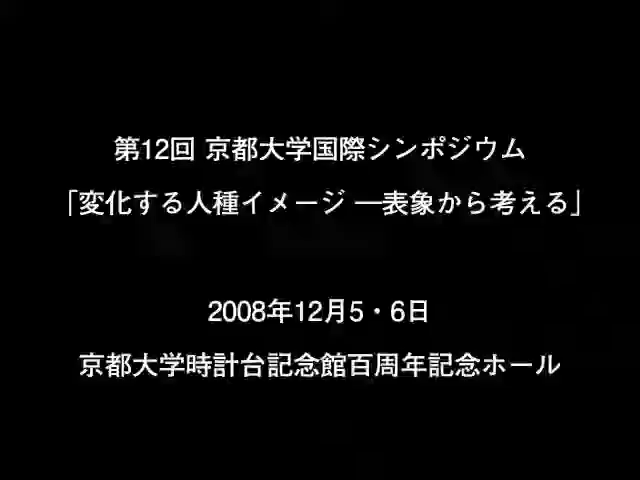 第12回 京都大学国際シンポジウム
「変化する人種イメージ ―表象から考える」
2008年12月5・6日
京都大学時計台記念館百周年記念ホール